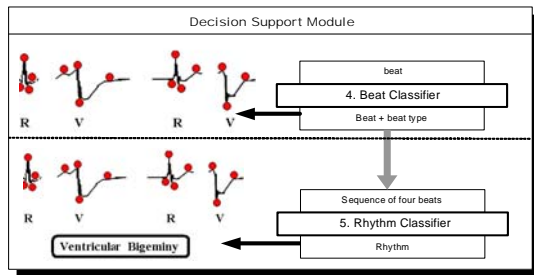 Decision Support Module
beat
4. Beat Classifier
Beat + beat type
R V R V
Sequence of four beats
5. Rhythm Classifier
Rhythm
R V R V
Ventricular Bigeminy